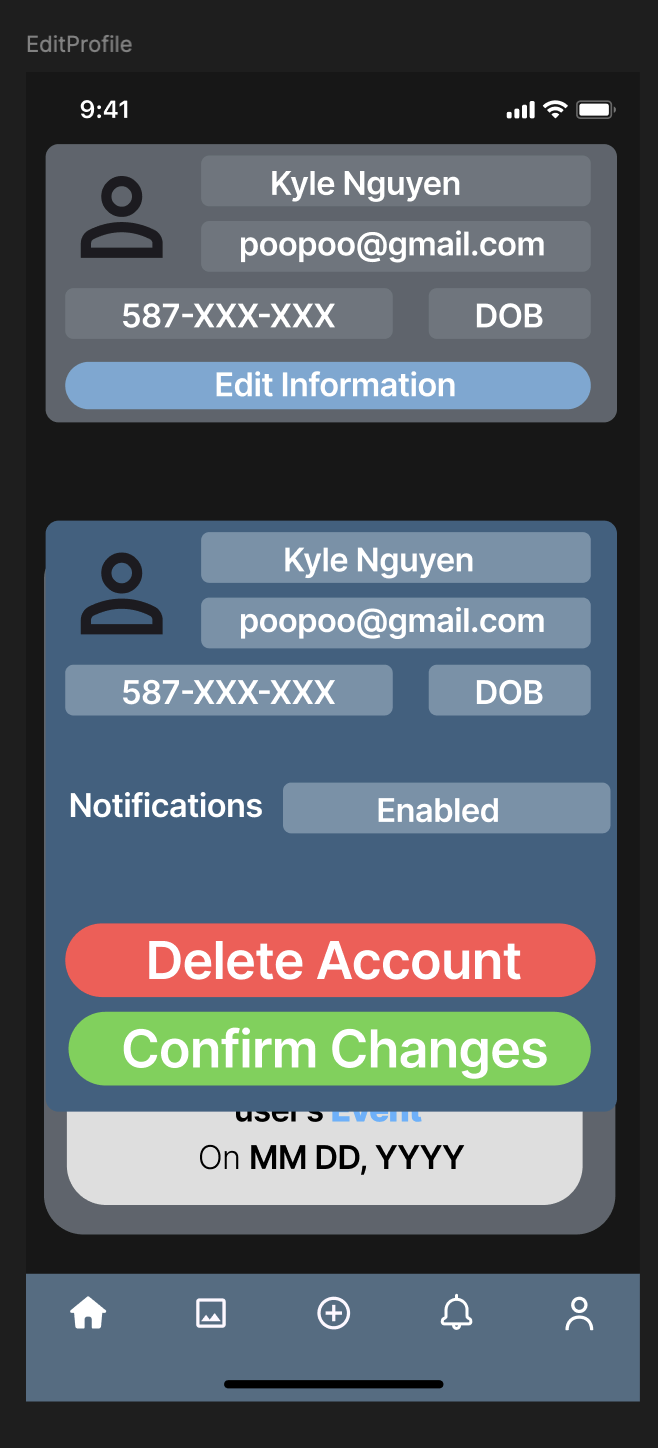 EditProfile
9:41
Kyle Nguyen
poopoo@gmail.com
587-XXX-XXX DOB
Edit Information
Kyle Nguyen
poopoo@gmail.com
587-XXX-XXX DOB
Notifications Enabled
Delete Account
Confirm Changes
user's Event
On MM DD, YYYY